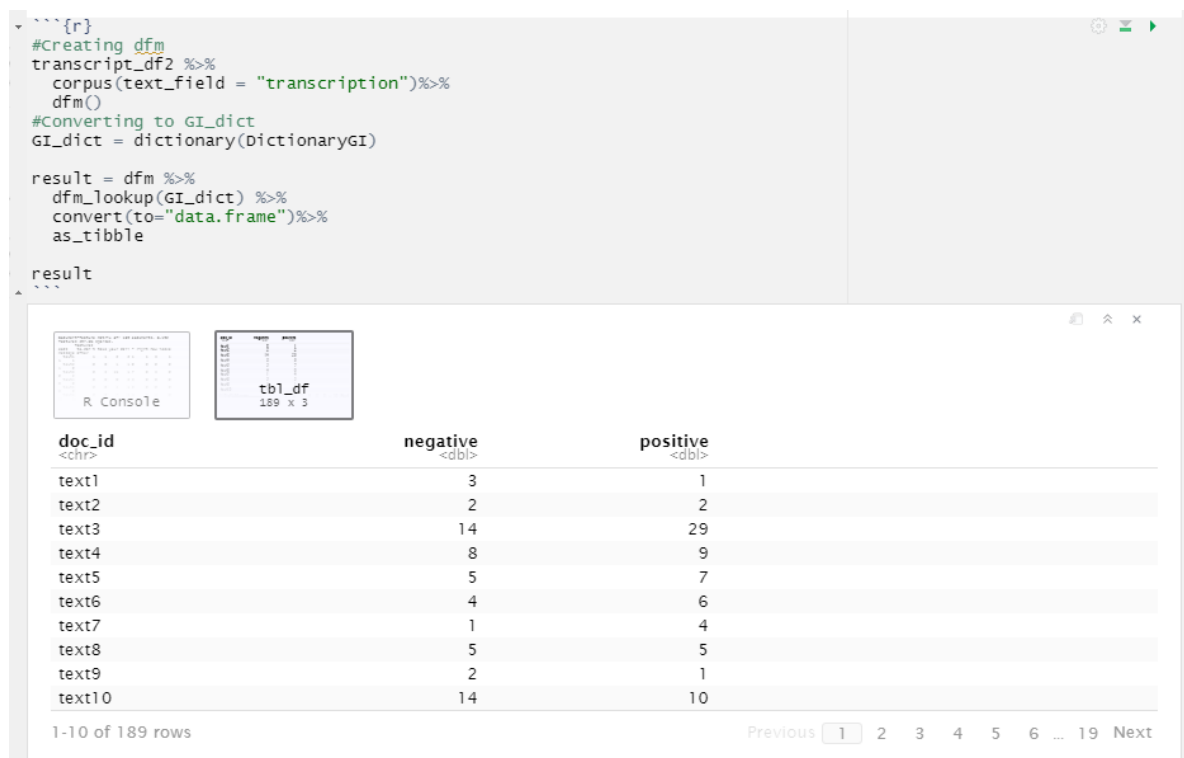 ```{r}
#Creating dfm
transcript_df2 %>%
  corpus(text_field = "transcription")%>%
  dfm()
#Converting to GI_dict
GI_dict = dictionary(DictionaryGI)

result = dfm %>%
  dfm_lookup(GI_dict) %>%
  convert(to="data.frame")%>%
  as_tibble

result
```
R Console
tbl_df
189 x 3
doc_id negative positive
<chr> <dbl> <dbl>
text1 3 1
text2 2 2
text3 14 29
text4 8 9
text5 5 7
text6 4 6
text7 1 4
text8 5 5
text9 2 1
text10 14 10
1-10 of 189 rows Previous 1 2 3 4 5 6 ... 19 Next